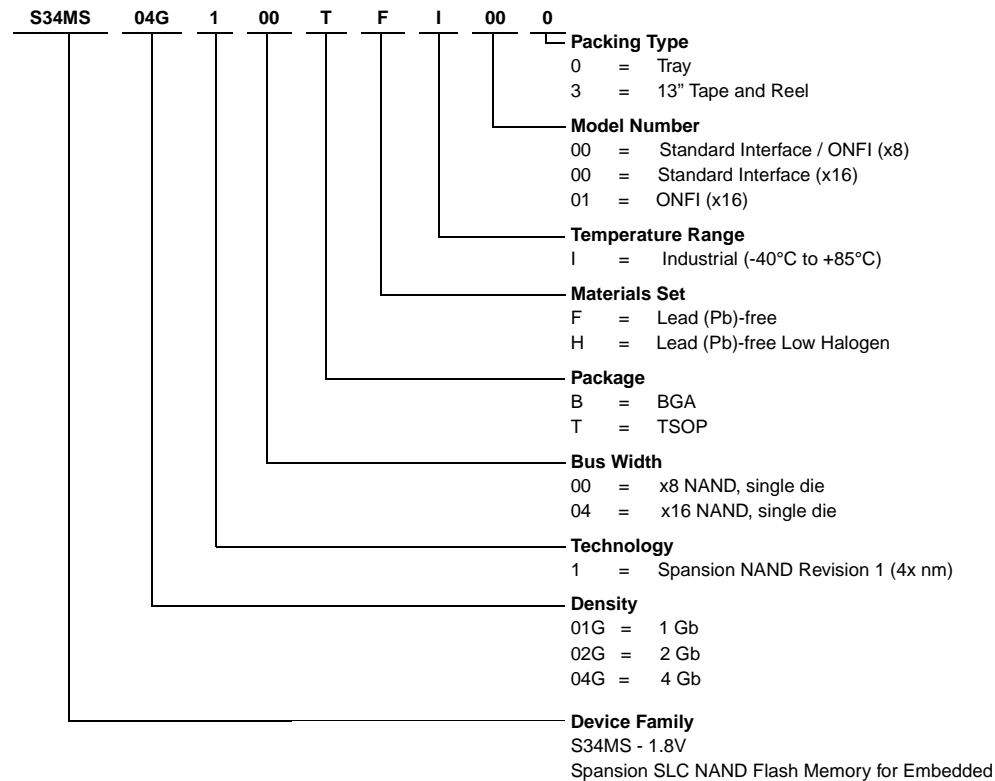 S34MS 04G 1 00 T F I 00 0
Packing Type
0 = Tray
3 = 13” Tape and Reel
Model Number
00 = Standard Interface / ONFI (x8)
00 = Standard Interface (x16)
01 = ONFI (x16)
Temperature Range
I = Industrial (-40°C to +85°C)
Materials Set
F = Lead (Pb)-free
H = Lead (Pb)-free Low Halogen
Package
B = BGA
T = TSOP
Bus Width
00 = x8 NAND, single die
04 = x16 NAND, single die
Technology
1 = Spansion NAND Revision 1 (4x nm)
Density
01G = 1 Gb
02G = 2 Gb
04G = 4 Gb
Device Family
S34MS - 1.8V
Spansion SLC NAND Flash Memory for Embedded